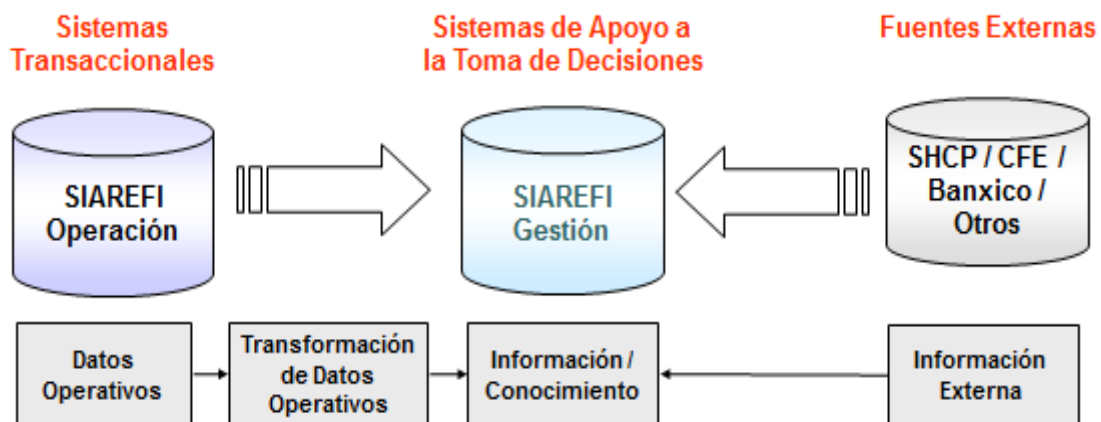 Sistemas
Transaccionales
Sistemas de Apoyo a
la Toma de Decisiones
Fuentes Externas
SIAREFI
Operación
SIAREFI
Gestión
SHCP / CFE /
Banxico /
Otros
Datos
Operativos
Transformación
de Datos
Operativos
Información /
Conocimiento
Información
Externa